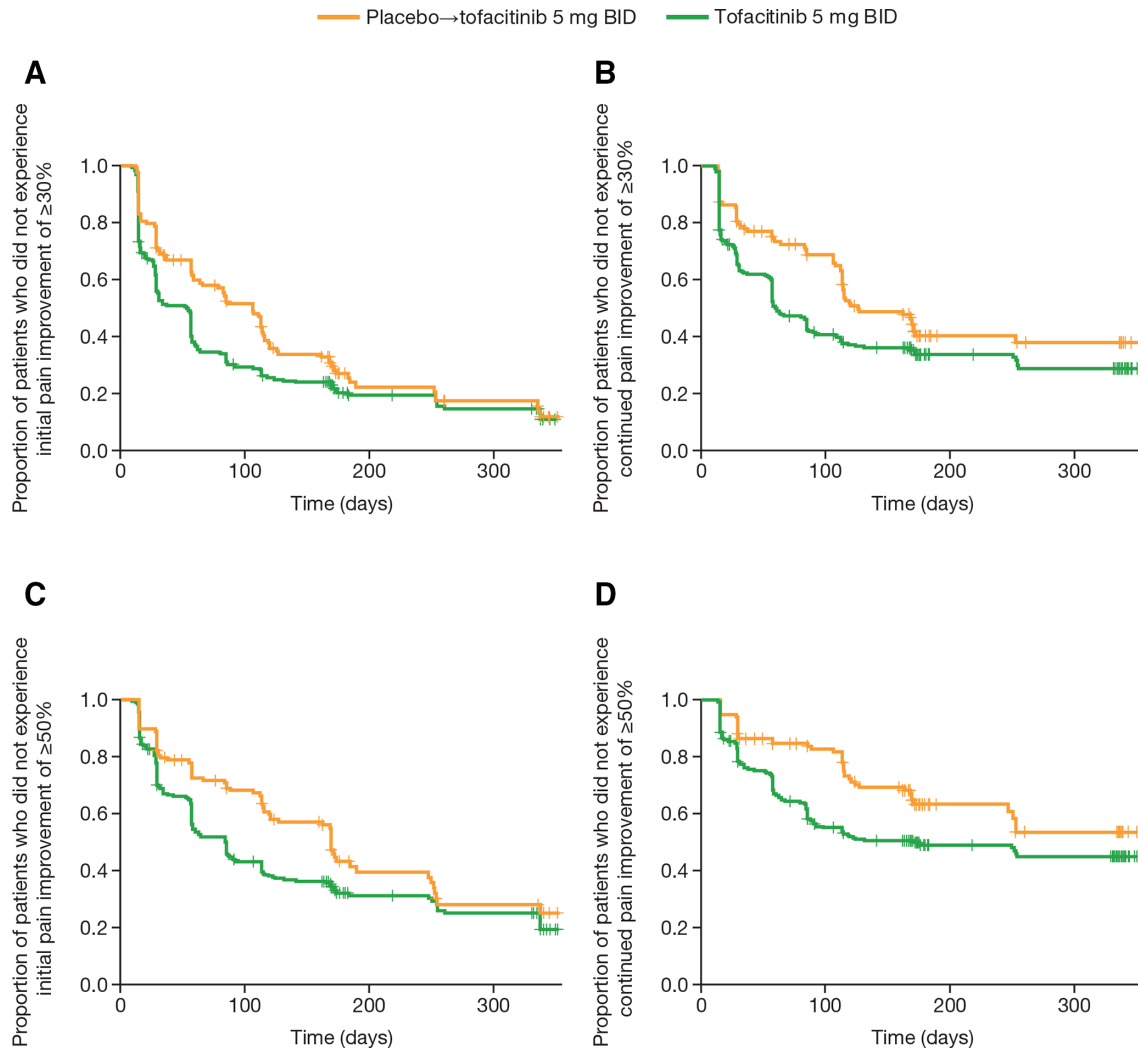 Placebo→tofacitinib 5 mg BID
Tofacitinib 5 mg BID
A
Proportion of patients who did not experience
initial pain improvement of ≥30%
1.0
0.8
0.6
0.4
0.2
0.0
0 100 200 300
Time (days)
B
Proportion of patients who did not experience
continued pain improvement of ≥30%
1.0
0.8
0.6
0.4
0.2
0.0
0 100 200 300
Time (days)
C
Proportion of patients who did not experience
initial pain improvement of ≥50%
1.0
0.8
0.6
0.4
0.2
0.0
0 100 200 300
Time (days)
D
Proportion of patients who did not experience
continued pain improvement of ≥50%
1.0
0.8
0.6
0.4
0.2
0.0
0 100 200 300
Time (days)